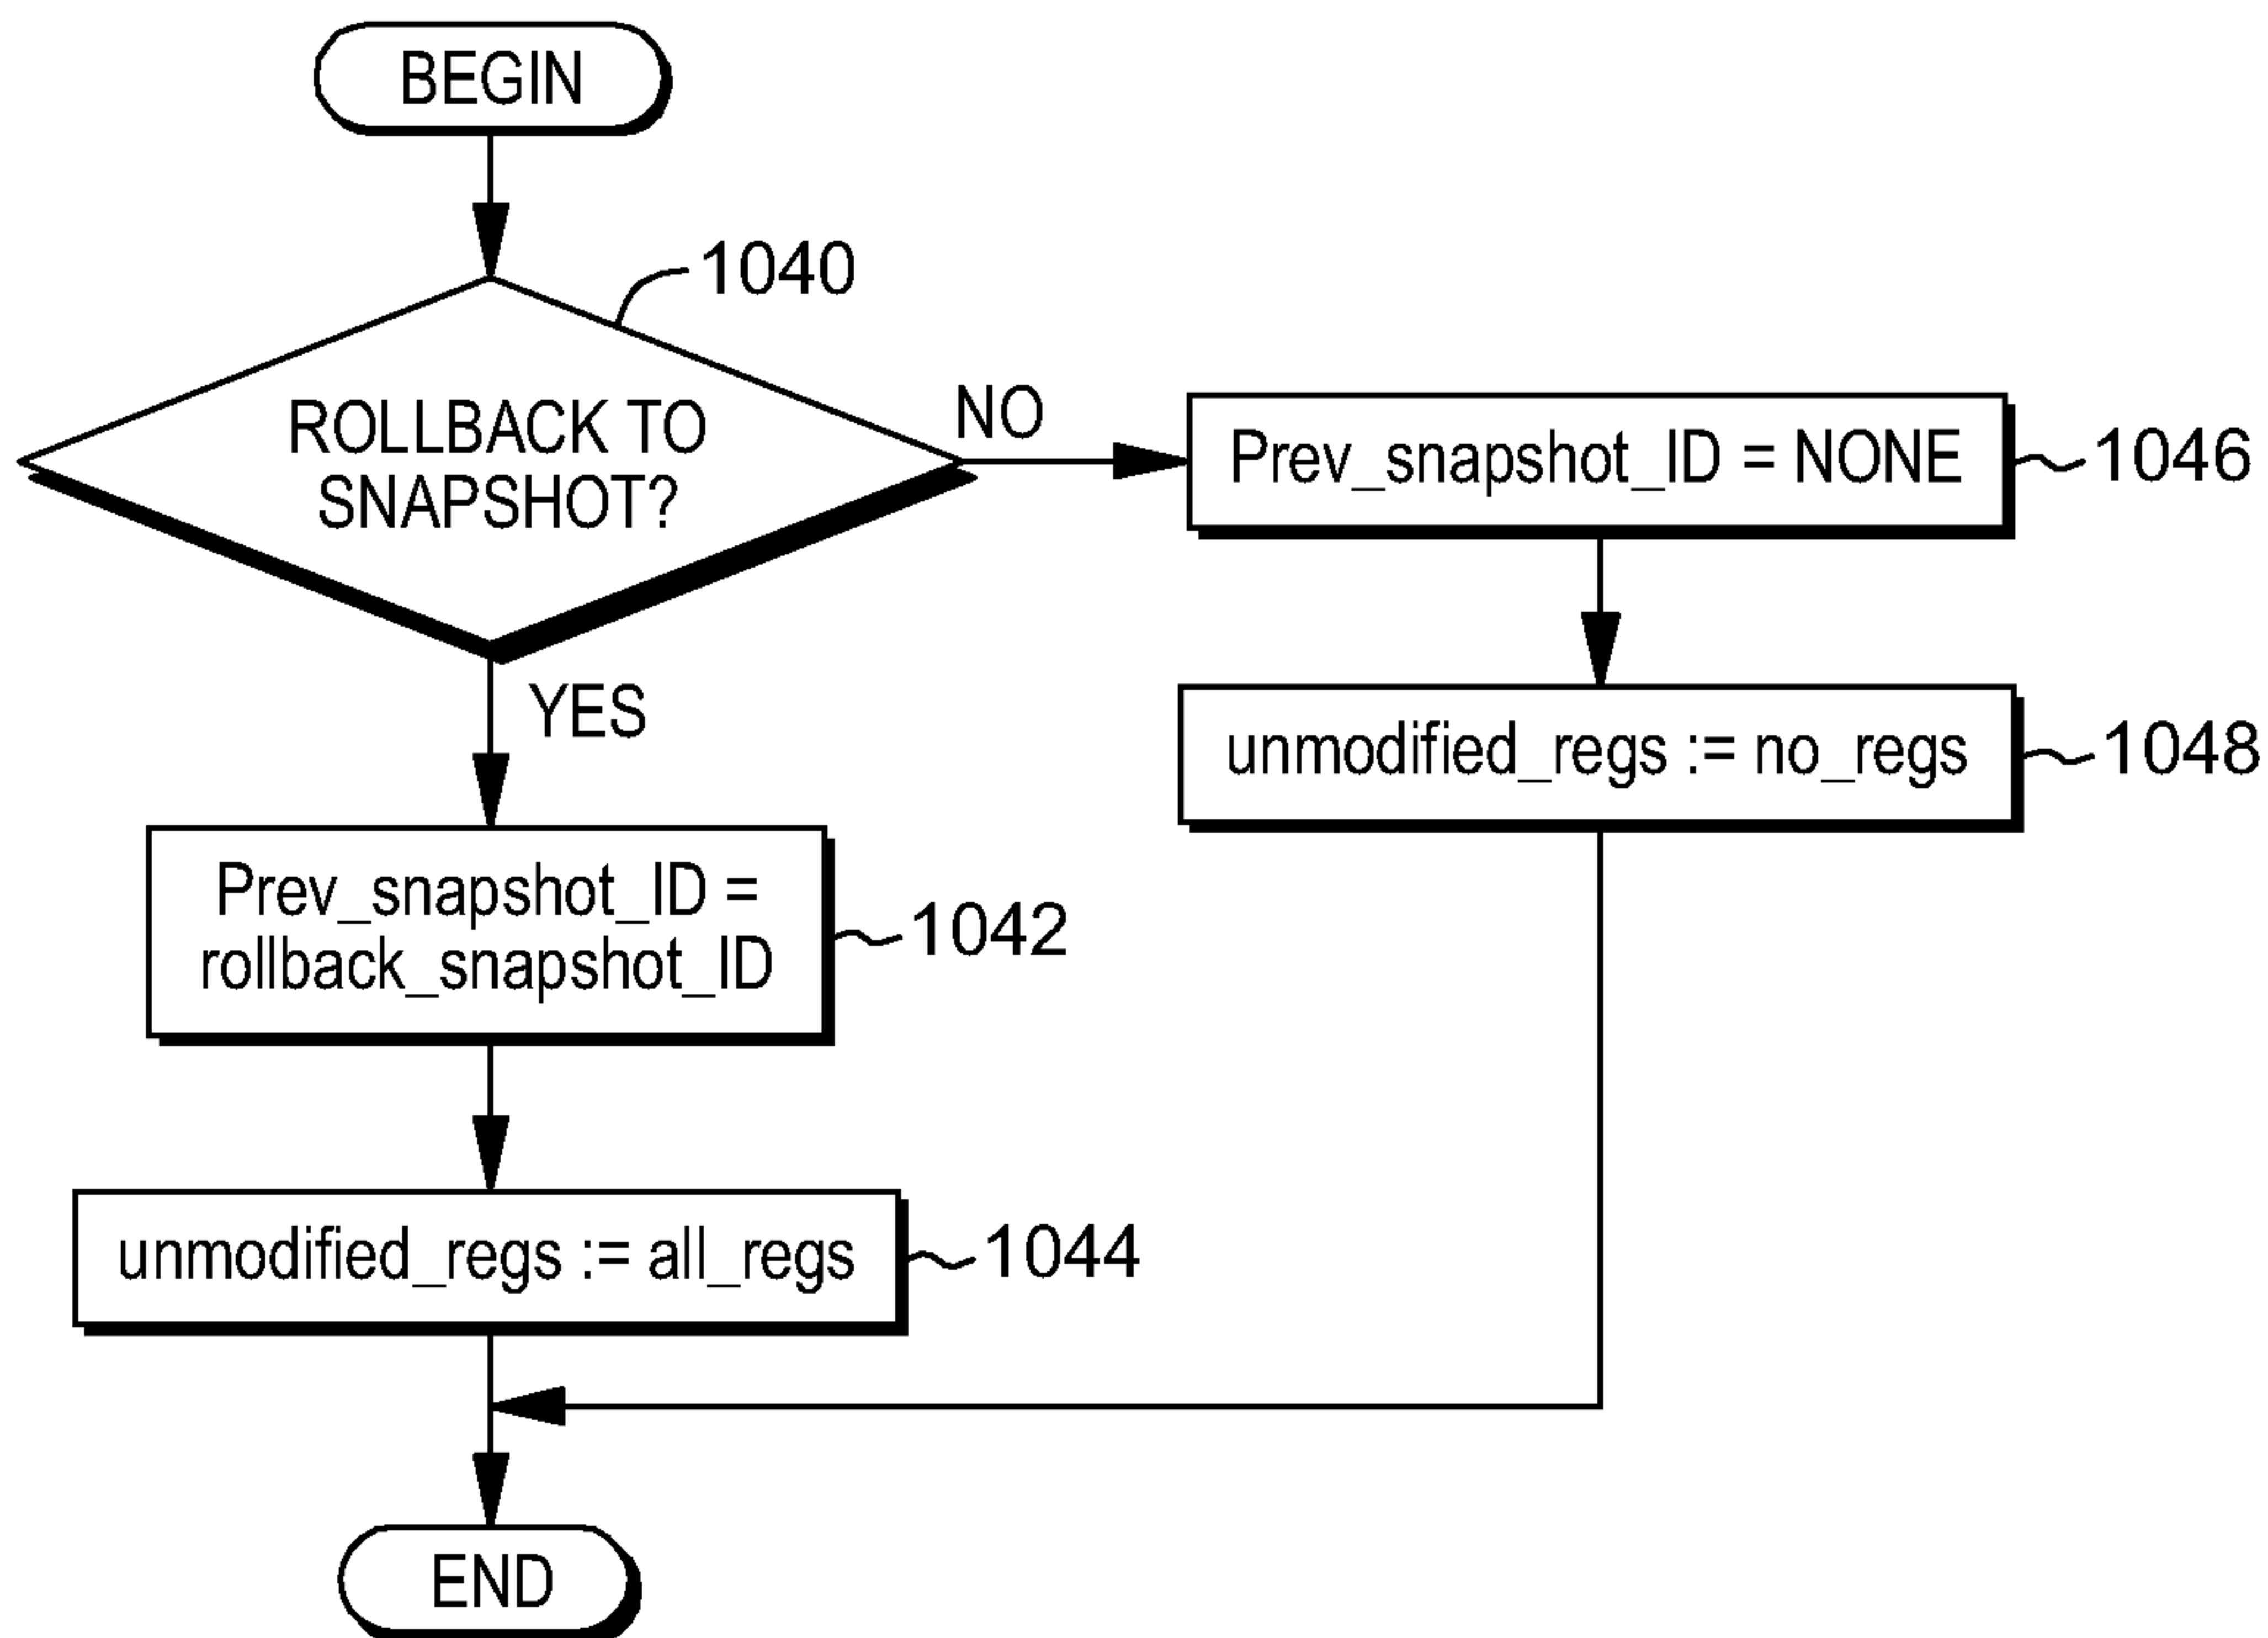 BEGIN
1040
ROLLBACK TO
SNAPSHOT?
NO
Prev_snapshot_ID = NONE
1046
YES
unmodified_regs := no_regs
1048
Prev_snapshot_ID =
rollback_snapshot_ID
1042
unmodified_regs := all_regs
1044
END